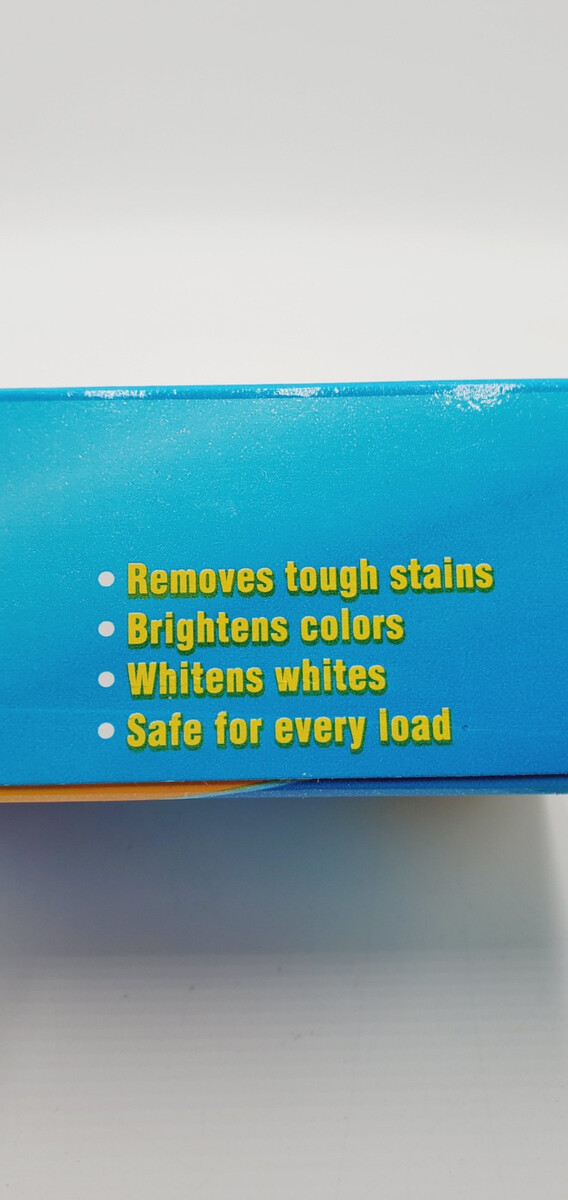 • Removes tough stains
• Brightens colors
• Whitens whites
• Safe for every load